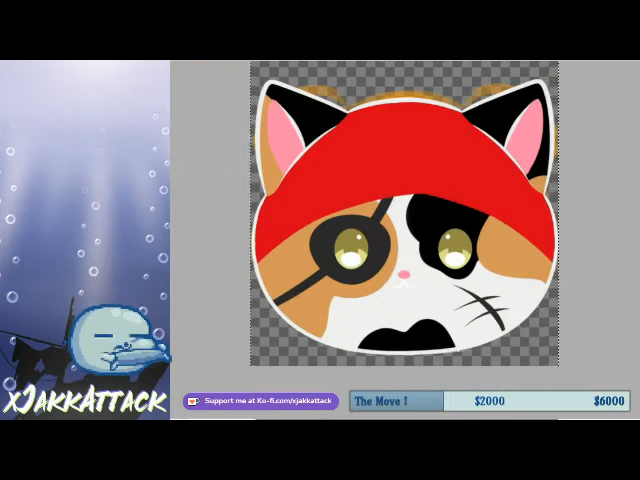 xJakkAttack
Support me at Ko-fi.com/xjakkattack
The Move !
$2000
$6000